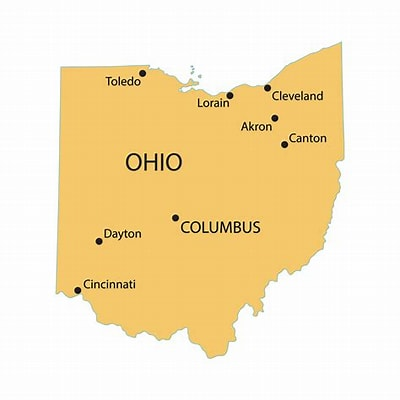 Toledo
Cleveland
Lorain
Akron
Canton
OHIO
COLUMBUS
Dayton
Cincinnati